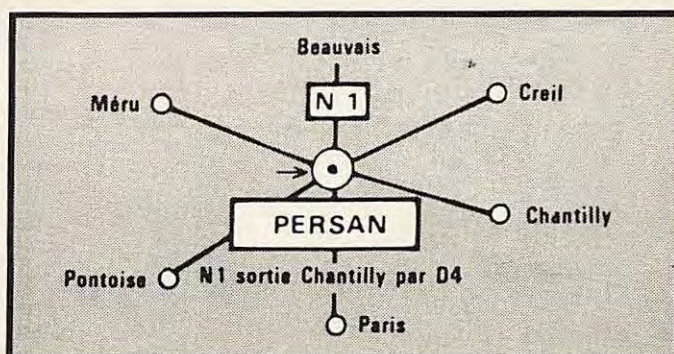 Beauvais
N 1
Méru
Creil
PERSAN
Chantilly
Pontoise
N1 sortie Chantilly par D4
Paris